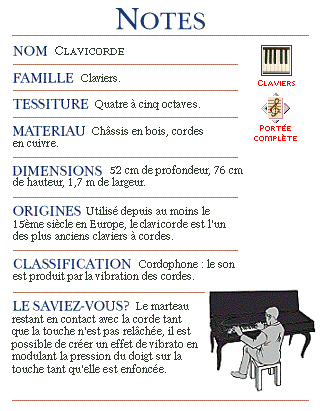 NOTES
NOM CLAVICORDE
FAMILLE Claviers.
CLAVIERS
TESSITURE Quatre à cinq octaves.
PORTÉE
COMPLÈTE
MATERIAU Châssis en bois, cordes
en cuivre.
DIMENSIONS 52 cm de profondeur, 76 cm
de hauteur, 1,7 m de largeur.
ORIGINES Utilisé depuis au moins le
15ème siècle en Europe, le clavicorde est l'un
des plus anciens claviers à cordes.
CLASSIFICATION Cordophone : le son
est produit par la vibration des cordes.
LE SAVIEZ-VOUS? Le marteau
restant en contact avec la corde tant
que la touche n'est pas relâchée, il est
possible de créer un effet de vibrato en
modulant la pression du doigt sur la
touche tant qu'elle est enfoncée.